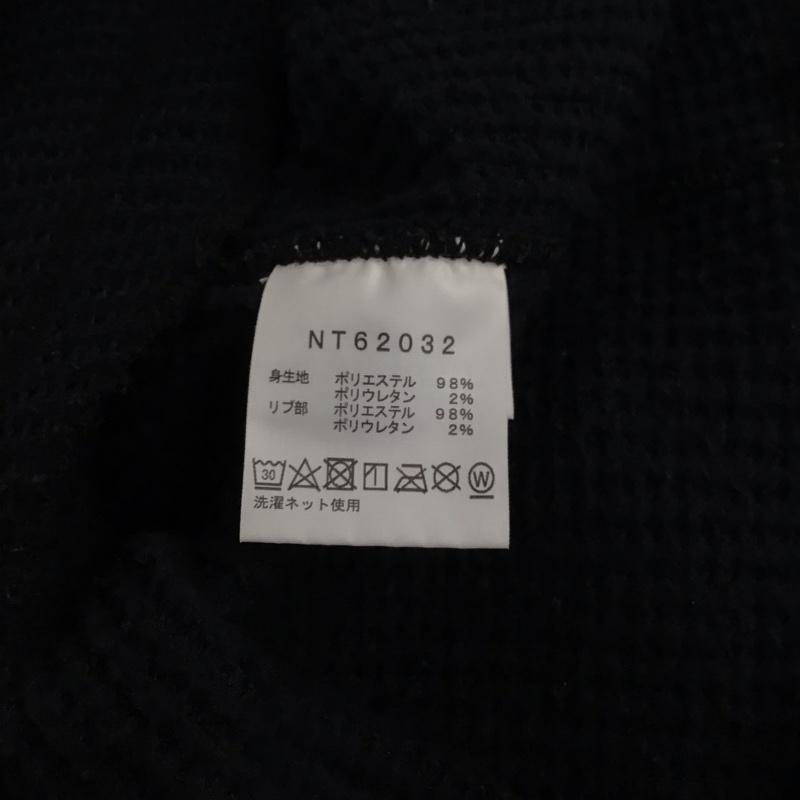 NT62032
身生地 ポリエステル 98%
ポリウレタン 2%
リブ部 ポリエステル 98%
ポリウレタン 2%
30 W
洗濯ネット使用